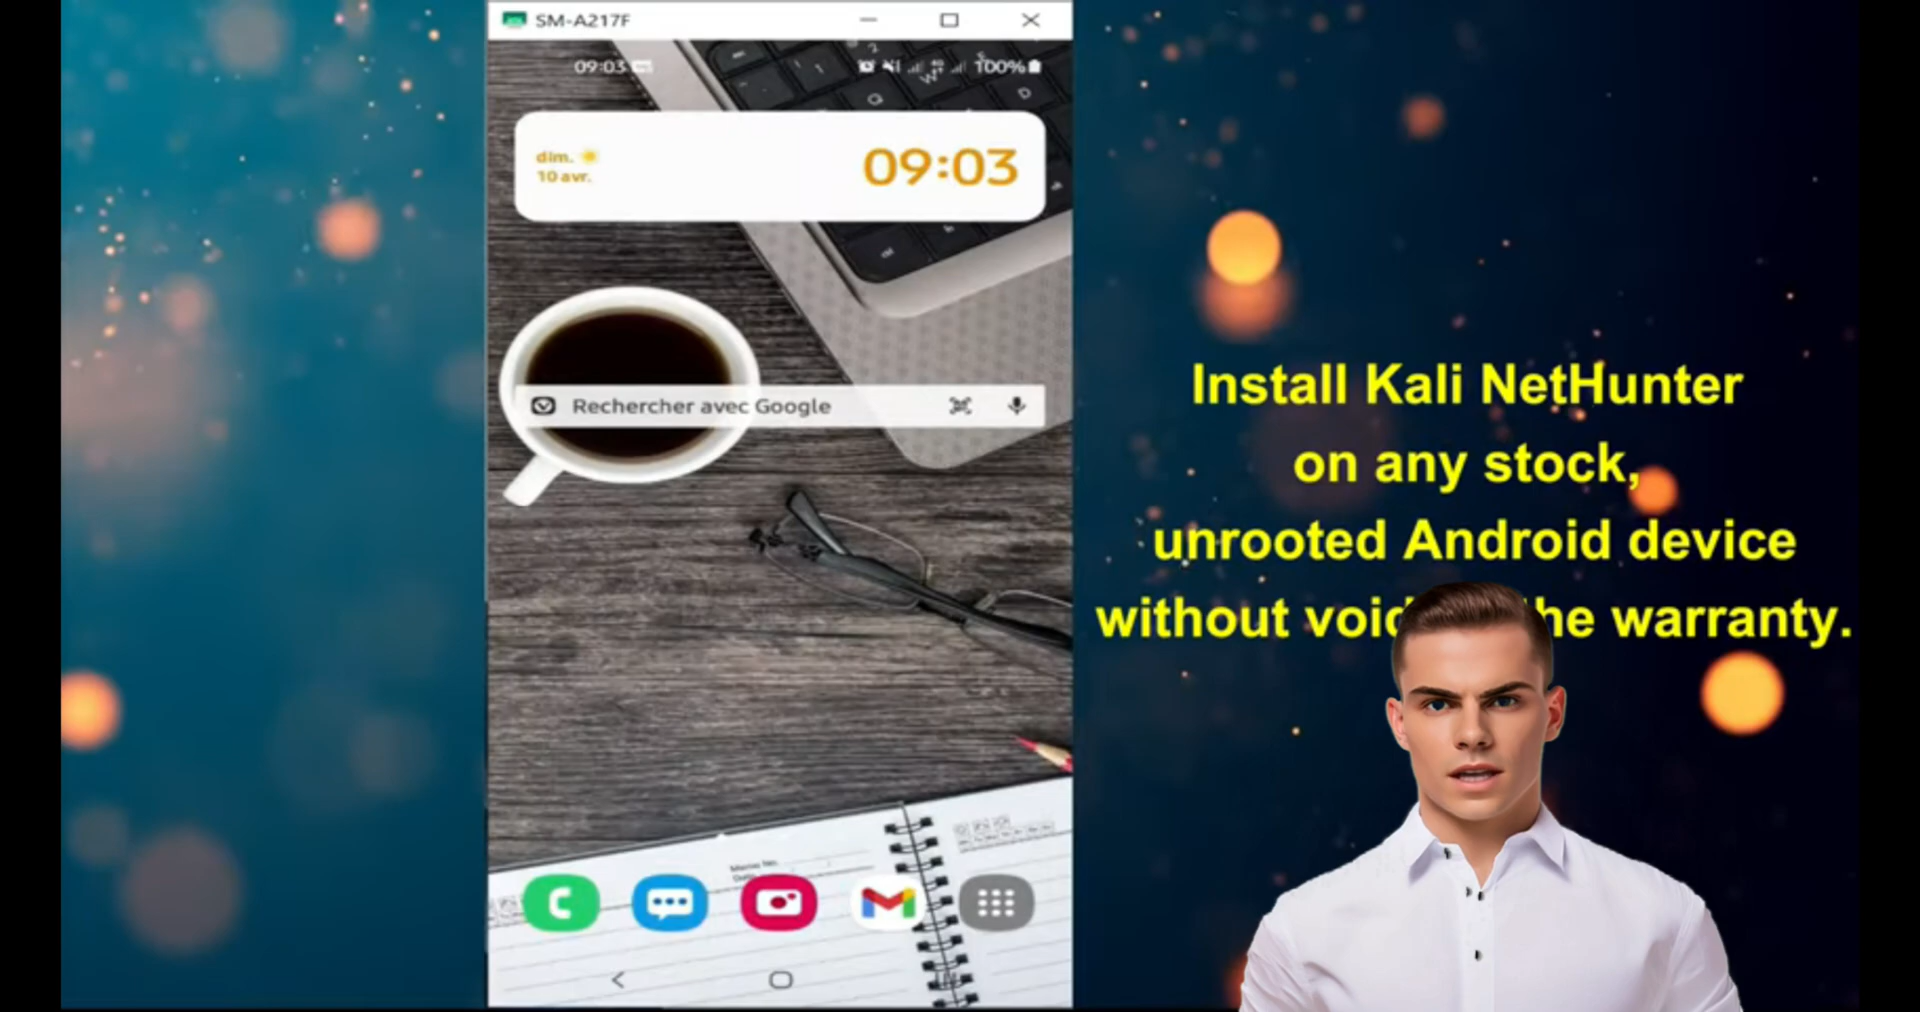 SM-A217F
09:03
100%
dim.
10 avr.
09:03
Rechercher avec Google
Install Kali NetHunter
on any stock,
unrooted Android device
without void he warranty.